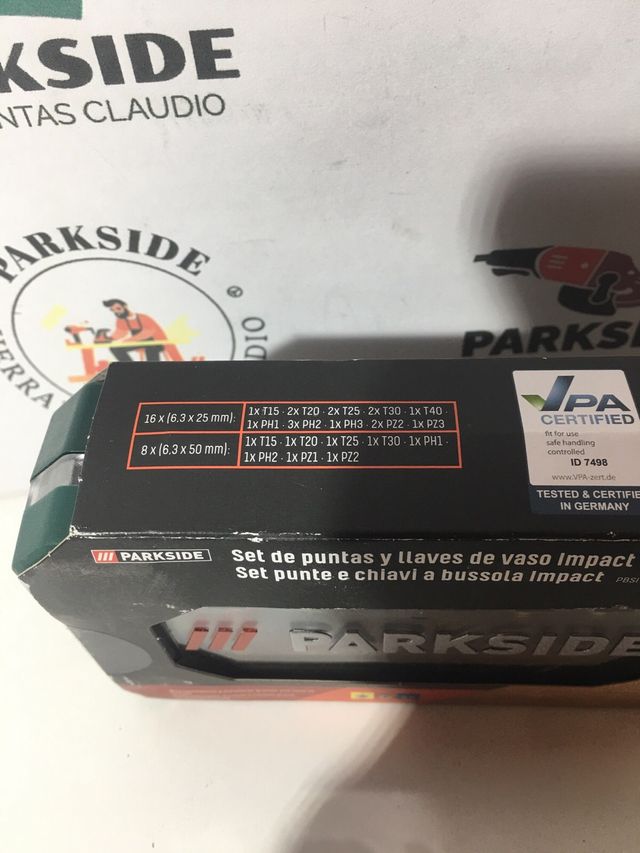 KSIDE
NTAS CLAUDIO
PARKSIDE
PARKSID
16 x (6.3 x 25 mm):
1x T15 · 2x T20 · 2x T25 · 2x T30 · 1x T40 ·
1x PH1 · 3x PH2 · 1x PH3 · 2x PZ2 · 1x PZ3
8 x (6,3 x 50 mm):
1x T15 · 1x T20 · 1x T25 · 1x T30 · 1x PH1 ·
1x PH2 · 1x PZ1 · 1x PZ2
VPA
CERTIFIED
fit for use
safe handling
controlled
ID 7498
www.VPA-zert.de
TESTED & CERTIFIE
IN GERMANY
/// PARKSIDE
Set de puntas y llaves de vaso Impact
Set punte e chiavi a bussola Impact PBSI
/// PARKSIDE